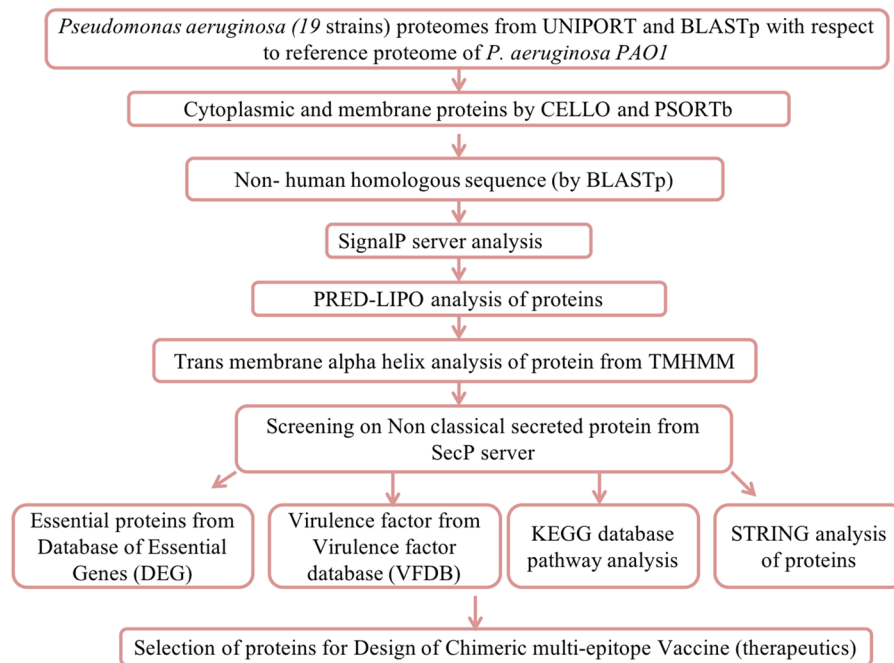 Pseudomonas aeruginosa (19 strains) proteomes from UNIPORT and BLASTp with respect
to reference proteome of P. aeruginosa PAO1
Cytoplasmic and membrane proteins by CELLO and PSORTb
Non- human homologous sequence (by BLASTp)
SignalP server analysis
PRED-LIPO analysis of proteins
Trans membrane alpha helix analysis of protein from TMHMM
Screening on Non classical secreted protein from
SecP server
Essential proteins from
Database of Essential
Genes (DEG)
Virulence factor from
Virulence factor
database (VFDB)
KEGG database
pathway analysis
STRING analysis
of proteins
Selection of proteins for Design of Chimeric multi-epitope Vaccine (therapeutics)